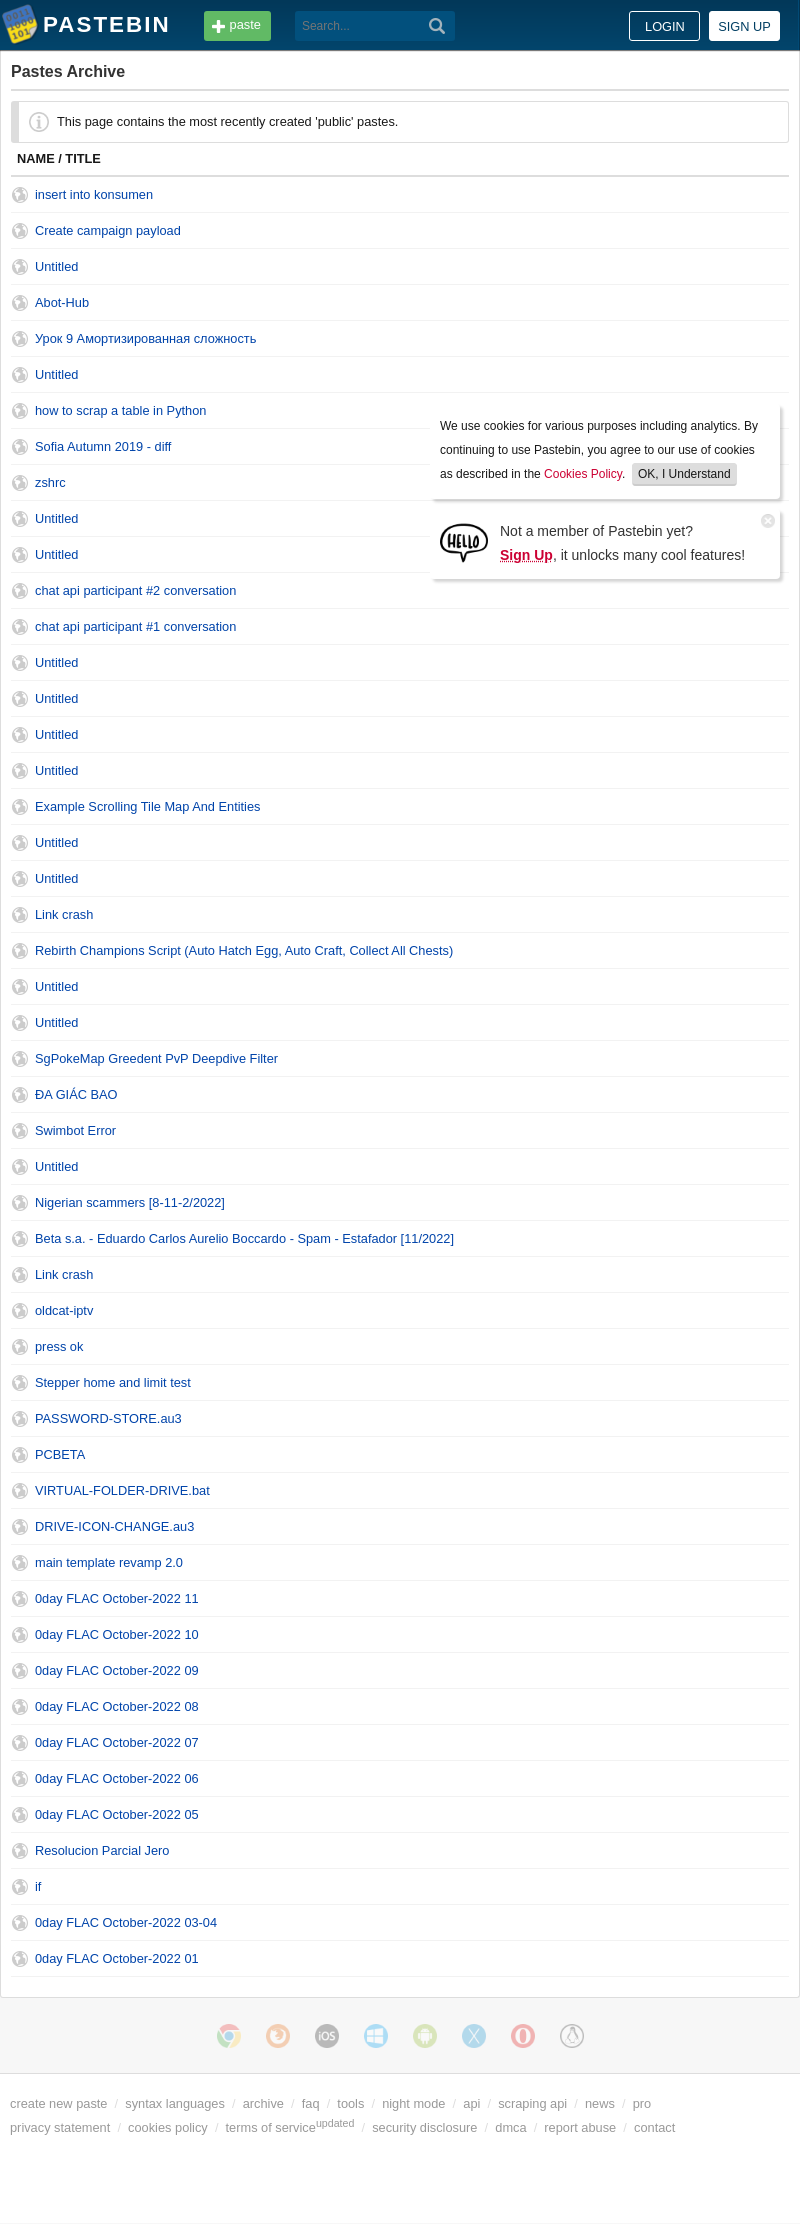 PASTEBIN
paste
Search...
LOGIN
SIGN UP
Pastes Archive
This page contains the most recently created 'public' pastes.
NAME / TITLE
insert into konsumen
Create campaign payload
Untitled
Abot-Hub
Урок 9 Амортизированная сложность
Untitled
how to scrap a table in Python
Sofia Autumn 2019 - diff
zshrc
Untitled
Untitled
We use cookies for various purposes including analytics. By
continuing to use Pastebin, you agree to our use of cookies
as described in the Cookies Policy. OK, I Understand
HELLO
Not a member of Pastebin yet?
Sign Up, it unlocks many cool features!
chat api participant #2 conversation
chat api participant #1 conversation
Untitled
Untitled
Untitled
Untitled
Example Scrolling Tile Map And Entities
Untitled
Untitled
Link crash
Rebirth Champions Script (Auto Hatch Egg, Auto Craft, Collect All Chests)
Untitled
Untitled
SgPokeMap Greedent PvP Deepdive Filter
ĐA GIÁC BAO
Swimbot Error
Untitled
Nigerian scammers [8-11-2/2022]
Beta s.a. - Eduardo Carlos Aurelio Boccardo - Spam - Estafador [11/2022]
Link crash
oldcat-iptv
press ok
Stepper home and limit test
PASSWORD-STORE.au3
PCBETA
VIRTUAL-FOLDER-DRIVE.bat
DRIVE-ICON-CHANGE.au3
main template revamp 2.0
0day FLAC October-2022 11
0day FLAC October-2022 10
0day FLAC October-2022 09
0day FLAC October-2022 08
0day FLAC October-2022 07
0day FLAC October-2022 06
0day FLAC October-2022 05
Resolucion Parcial Jero
if
0day FLAC October-2022 03-04
0day FLAC October-2022 01
iOS
create new paste / syntax languages / archive / faq / tools / night mode / api / scraping api / news / pro
privacy statement / cookies policy / terms of serviceupdated / security disclosure / dmca / report abuse / contact